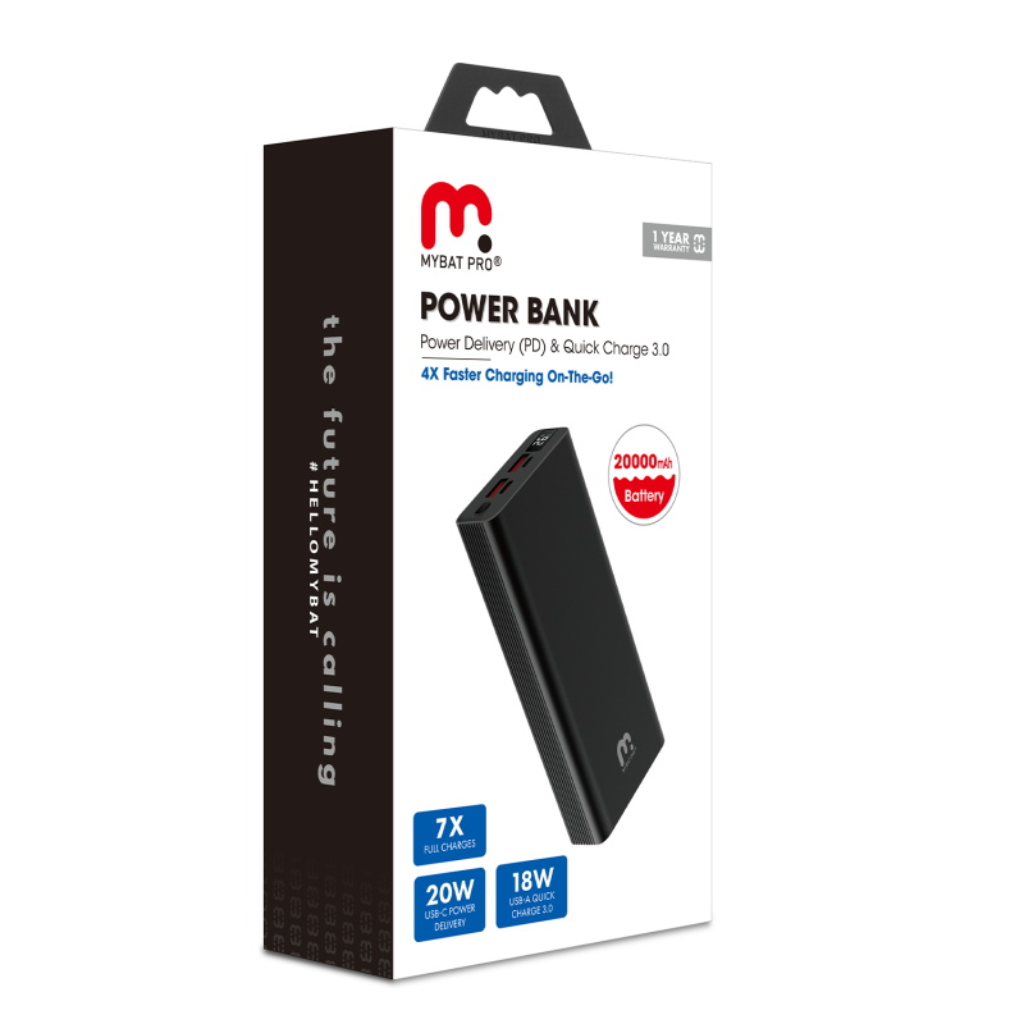 MYBAT PRO
m
MYBAT PRO®
1 YEAR
WARRANTY
POWER BANK
Power Delivery (PD) & Quick Charge 3.0
4X Faster Charging On-The-Go!
20000mAh
Battery
7X
FULL CHARGES
20W
USB-C POWER
DELIVERY
18W
USB-A QUICK
CHARGE 3.0
the future is calling
#HELLOMYBAT